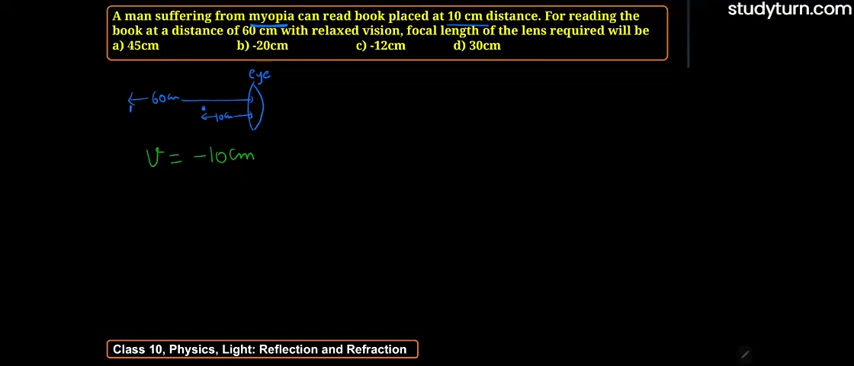 studyturn.com
A man suffering from myopia can read book placed at 10 cm distance. For reading the
book at a distance of 60 cm with relaxed vision, focal length of the lens required will be
a) 45cm b) -20cm c) -12cm d) 30cm
eye
60cm
10cm
v = -10cm
Class 10, Physics, Light: Reflection and Refraction